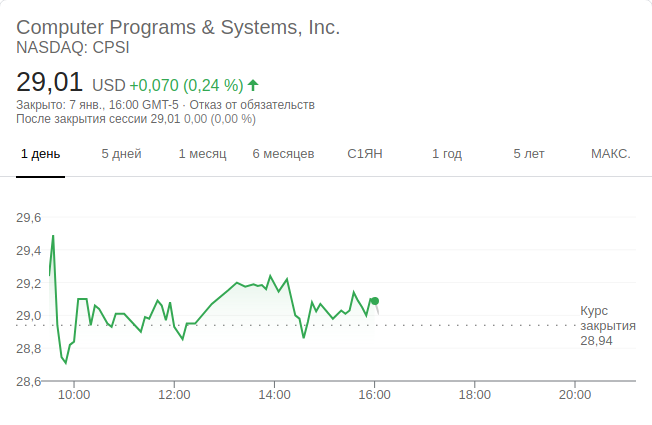 Computer Programs & Systems, Inc.
NASDAQ: CPSI
29,01 USD +0,070 (0,24 %)
Закрыто: 7 янв., 16:00 GMT-5 · Отказ от обязательств
После закрытия сессии 29,01 0,00 (0,00 %)
1 день 5 дней 1 месяц 6 месяцев С1ЯН 1 год 5 лет МАКС.
29,6
29,4
29,2
29,0
28,8
28,6
Курс
закрытия
28,94
10:00 12:00 14:00 16:00 18:00 20:00